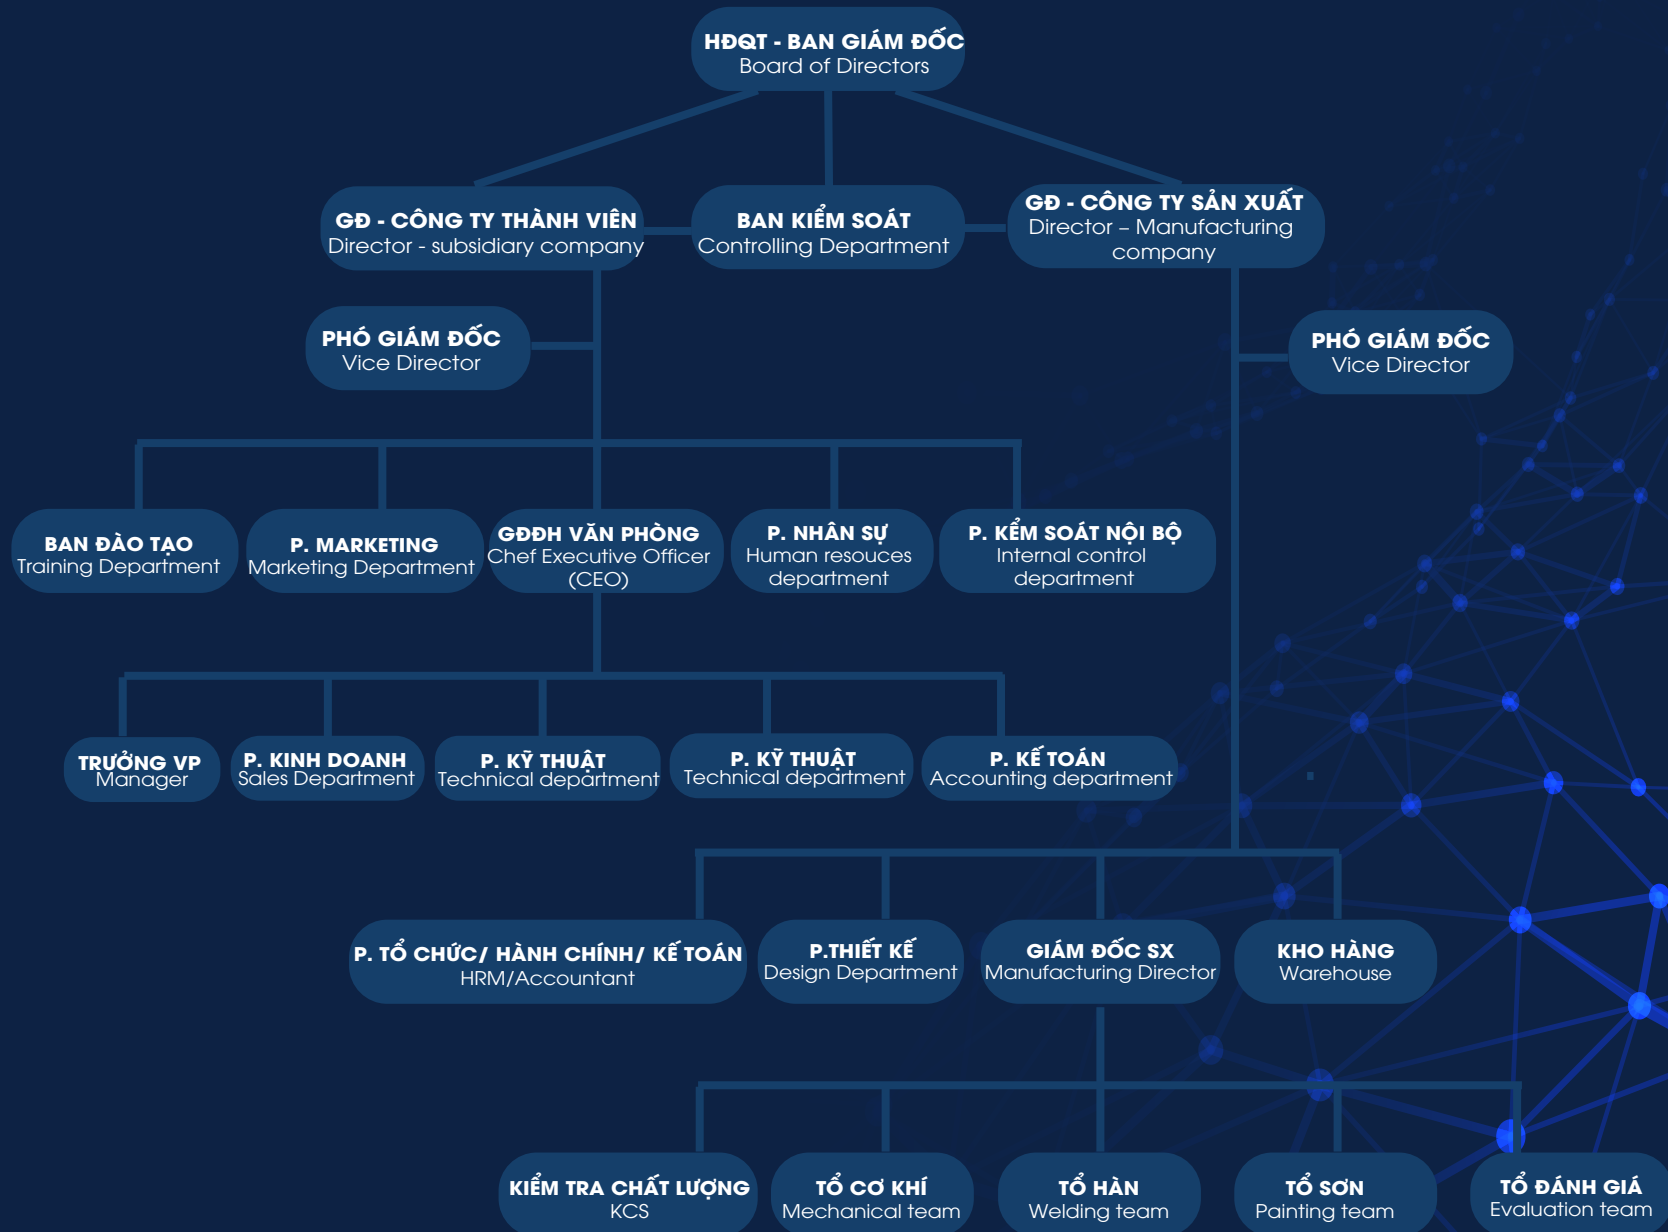 HĐQT - BAN GIÁM ĐỐC
Board of Directors
GĐ - CÔNG TY THÀNH VIÊN
Director - subsidiary company
BAN KIỂM SOÁT
Controlling Department
GĐ - CÔNG TY SẢN XUẤT
Director – Manufacturing
company
PHÓ GIÁM ĐỐC
Vice Director
PHÓ GIÁM ĐỐC
Vice Director
BAN ĐÀO TẠO
Training Department
P. MARKETING
Marketing Department
GĐĐH VĂN PHÒNG
Chef Executive Officer
(CEO)
P. NHÂN SỰ
Human resouces
department
P. KỂM SOÁT NỘI BỘ
Internal control
department
TRƯỞNG VP
Manager
P. KINH DOANH
Sales Department
P. KỸ THUẬT
Technical department
P. KỸ THUẬT
Technical department
P. KẾ TOÁN
Accounting department
P. TỔ CHỨC/ HÀNH CHÍNH/ KẾ TOÁN
HRM/Accountant
P.THIẾT KẾ
Design Department
GIÁM ĐỐC SX
Manufacturing Director
KHO HÀNG
Warehouse
KIỂM TRA CHẤT LƯỢNG
KCS
TỔ CƠ KHÍ
Mechanical team
TỔ HÀN
Welding team
TỔ SƠN
Painting team
TỔ ĐÁNH GIÁ
Evaluation team